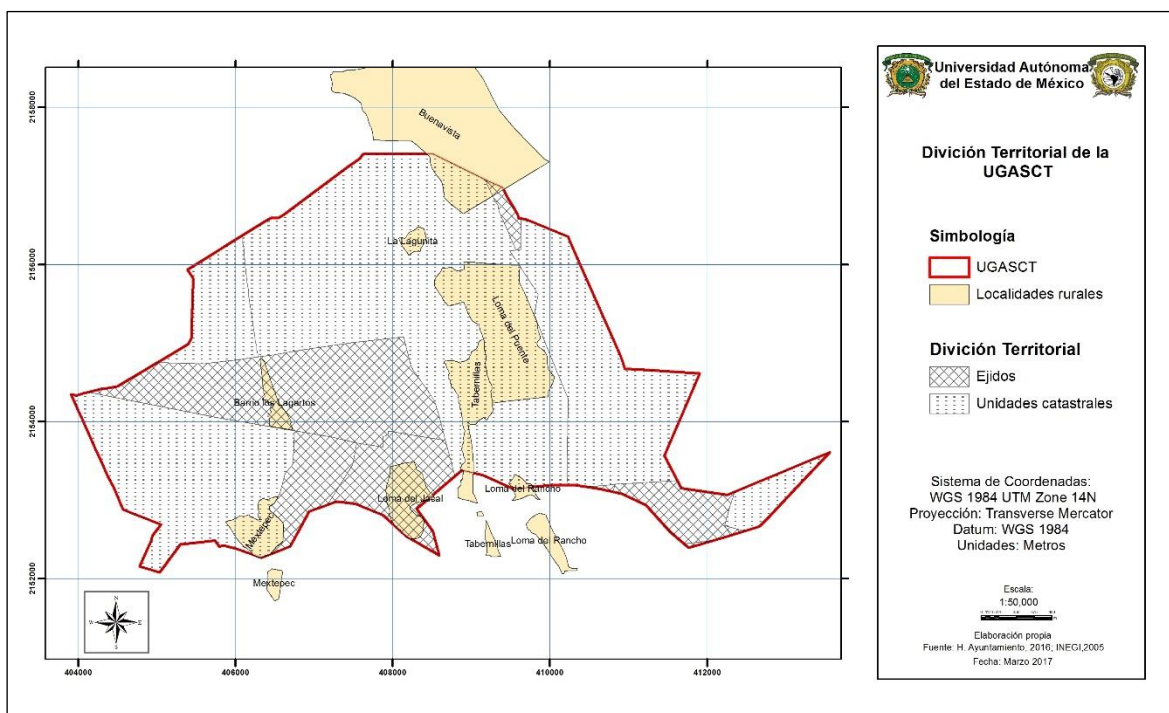 Universidad Autónoma
del Estado de México
División Territorial de la
UGASCT
Simbología
UGASCT
Localidades rurales
División Territorial
Ejidos
Unidades catastrales
Sistema de Coordenadas:
WGS 1984 UTM Zone 14N
Proyección: Transverse Mercator
Datum: WGS 1984
Unidades: Metros
Escala:
1:50,000
Elaboración propia
Fuente: H. Ayuntamiento, 2016; INEGI,2005
Fecha: Marzo 2017
Buenavista
La Lagunita
Loma del Puente
Tabernillas
Barrio los Lagartos
Loma del Jasal
Loma del Rancho
Mextepec
Tabernillas
Loma del Rancho
Mextepec
N
W
E
S
2158000
2156000
2154000
2152000
404000
406000
408000
410000
412000